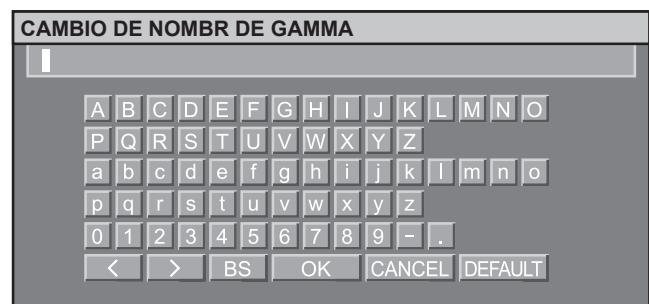 CAMBIO DE NOMBR DE GAMMA
A B C D E F G H I J K L M N O
P Q R S T U V W X Y Z
a b c d e f g h i j k l m n o
p q r s t u v w x y z
0 1 2 3 4 5 6 7 8 9 - .
< > BS OK CANCEL DEFAULT